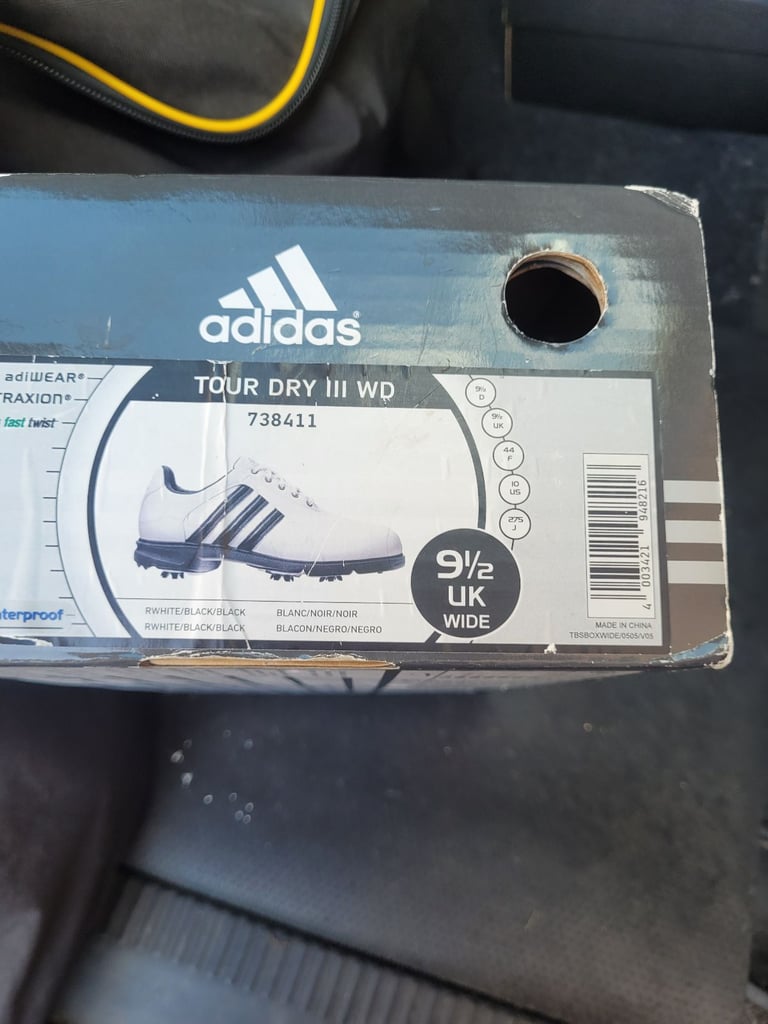 adidas®
adiWEAR®
TRAXION®
fast twist
TOUR DRY III WD
738411
9½
D
9½
UK
44
F
10
US
275
J
9½
UK
WIDE
RWHITE/BLACK/BLACK BLANC/NOIR/NOIR
RWHITE/BLACK/BLACK BLACON/NEGRO/NEGRO
terproof
4 003421 948216
MADE IN CHINA
TBSBOXWIDE/0505/V05